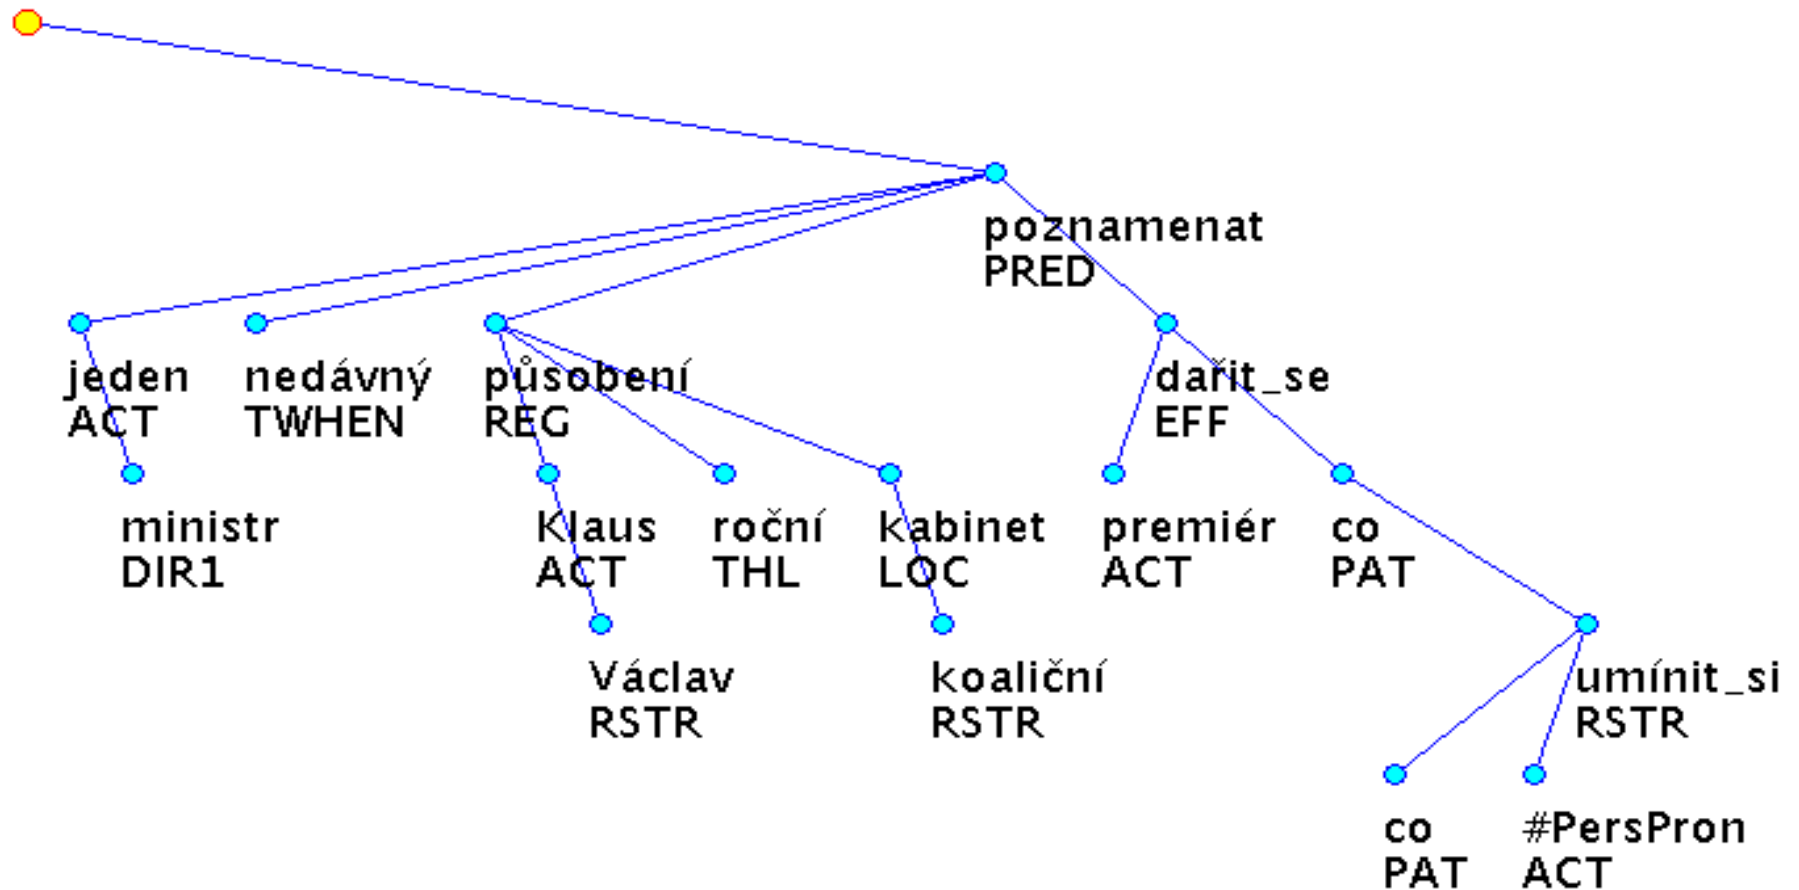 poznamenat
PRED
jeden nedávný působení dařit_se
ACT TWHEN REG EFF
ministr Klaus roční kabinet premiér co
DIR1 ACT THL LOC ACT PAT
Václav koaliční umínit_si
RSTR RSTR RSTR
co #PersPron
PAT ACT